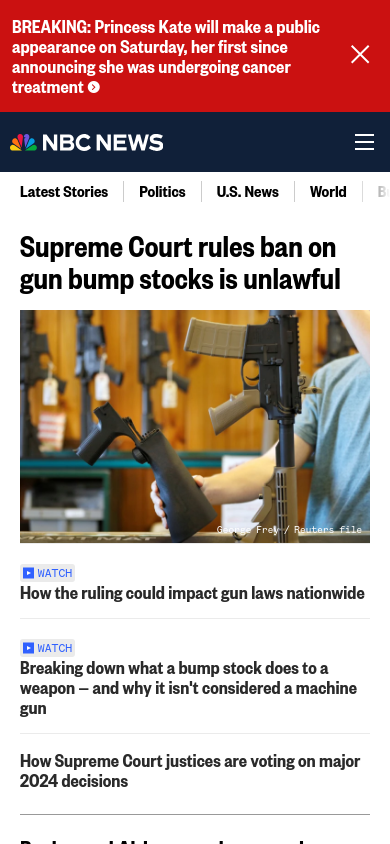 BREAKING: Princess Kate will make a public
appearance on Saturday, her first since
announcing she was undergoing cancer
treatment
NBC NEWS
Latest Stories
Politics
U.S. News
World
Supreme Court rules ban on
gun bump stocks is unlawful
George Frey / Reuters file
WATCH
How the ruling could impact gun laws nationwide
WATCH
Breaking down what a bump stock does to a
weapon – and why it isn't considered a machine
gun
How Supreme Court justices are voting on major
2024 decisions